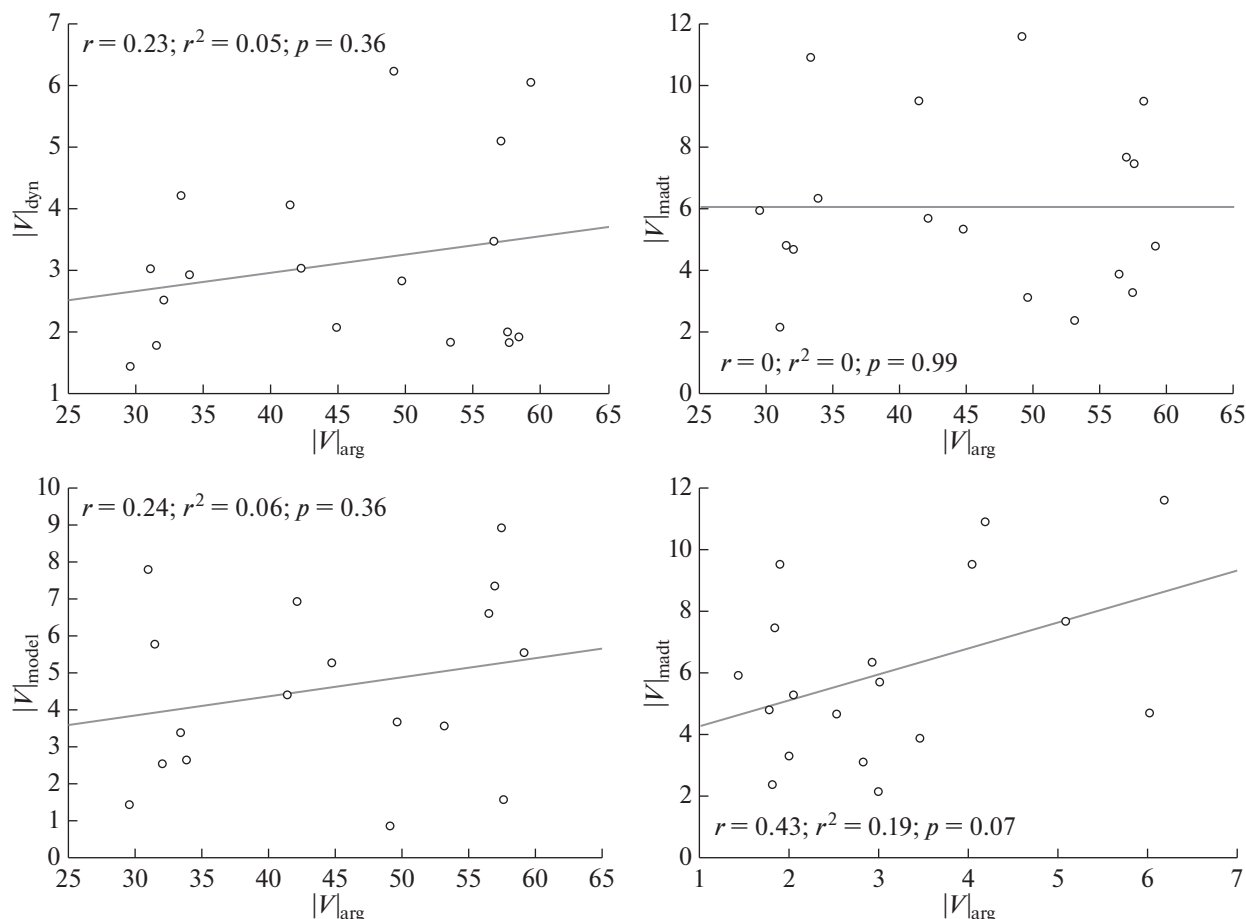 7
6
5
4
3
2
1
r = 0.23; r² = 0.05; p = 0.36
|V|dyn
25 30 35 40 45 50 55 60 65
|V|arg
12
10
8
6
4
2
0
|V|madt
r = 0; r² = 0; p = 0.99
25 30 35 40 45 50 55 60 65
|V|arg
10
9
8
7
6
5
4
3
2
1
0
r = 0.24; r² = 0.06; p = 0.36
|V|model
25 30 35 40 45 50 55 60 65
|V|arg
12
10
8
6
4
2
0
|V|madt
r = 0.43; r² = 0.19; p = 0.07
1 2 3 4 5 6 7
|V|arg